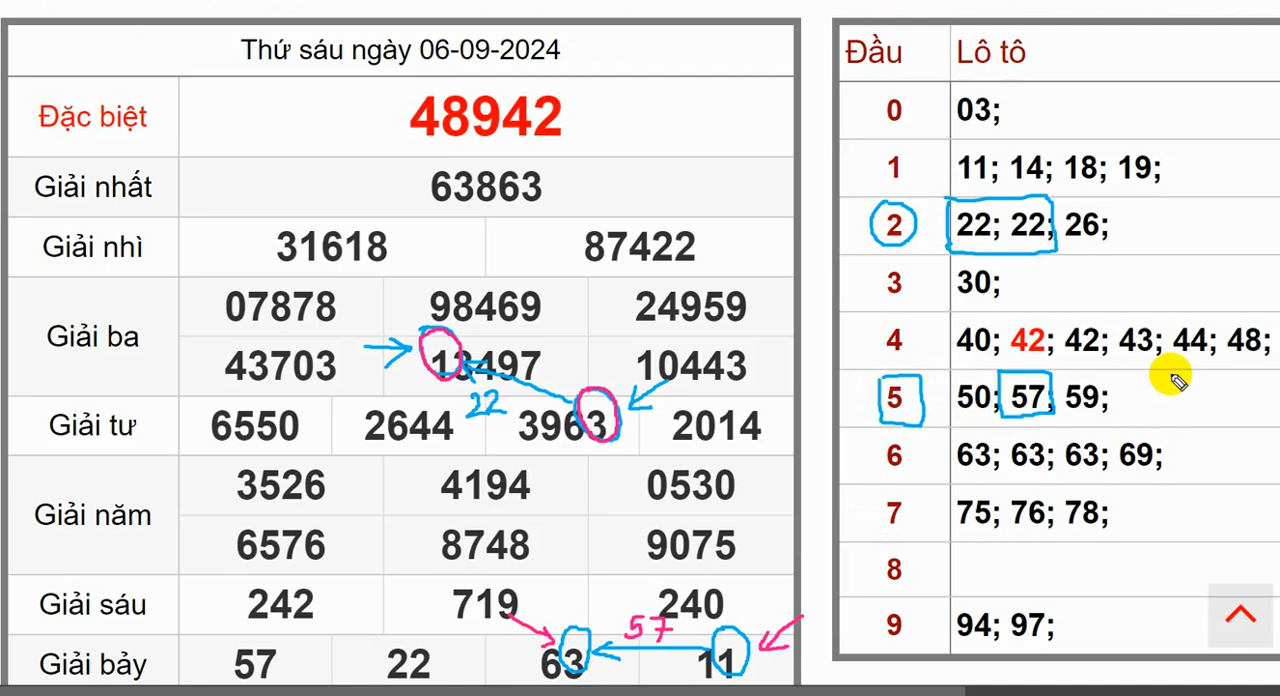 Thứ sáu ngày 06-09-2024
Đặc biệt 48942
Giải nhất 63863
Giải nhì 31618 87422
Giải ba 07878 98469 24959
43703 13497 10443
22
Giải tư 6550 2644 3963 2014
Giải năm 3526 4194 0530
6576 8748 9075
Giải sáu 242 719 240
57
Giải bảy 57 22 63 11
Đầu Lô tô
0 03;
1 11; 14; 18; 19;
2 22; 22; 26;
3 30;
4 40; 42; 42; 43; 44; 48;
5 50; 57; 59;
6 63; 63; 63; 69;
7 75; 76; 78;
8
9 94; 97;